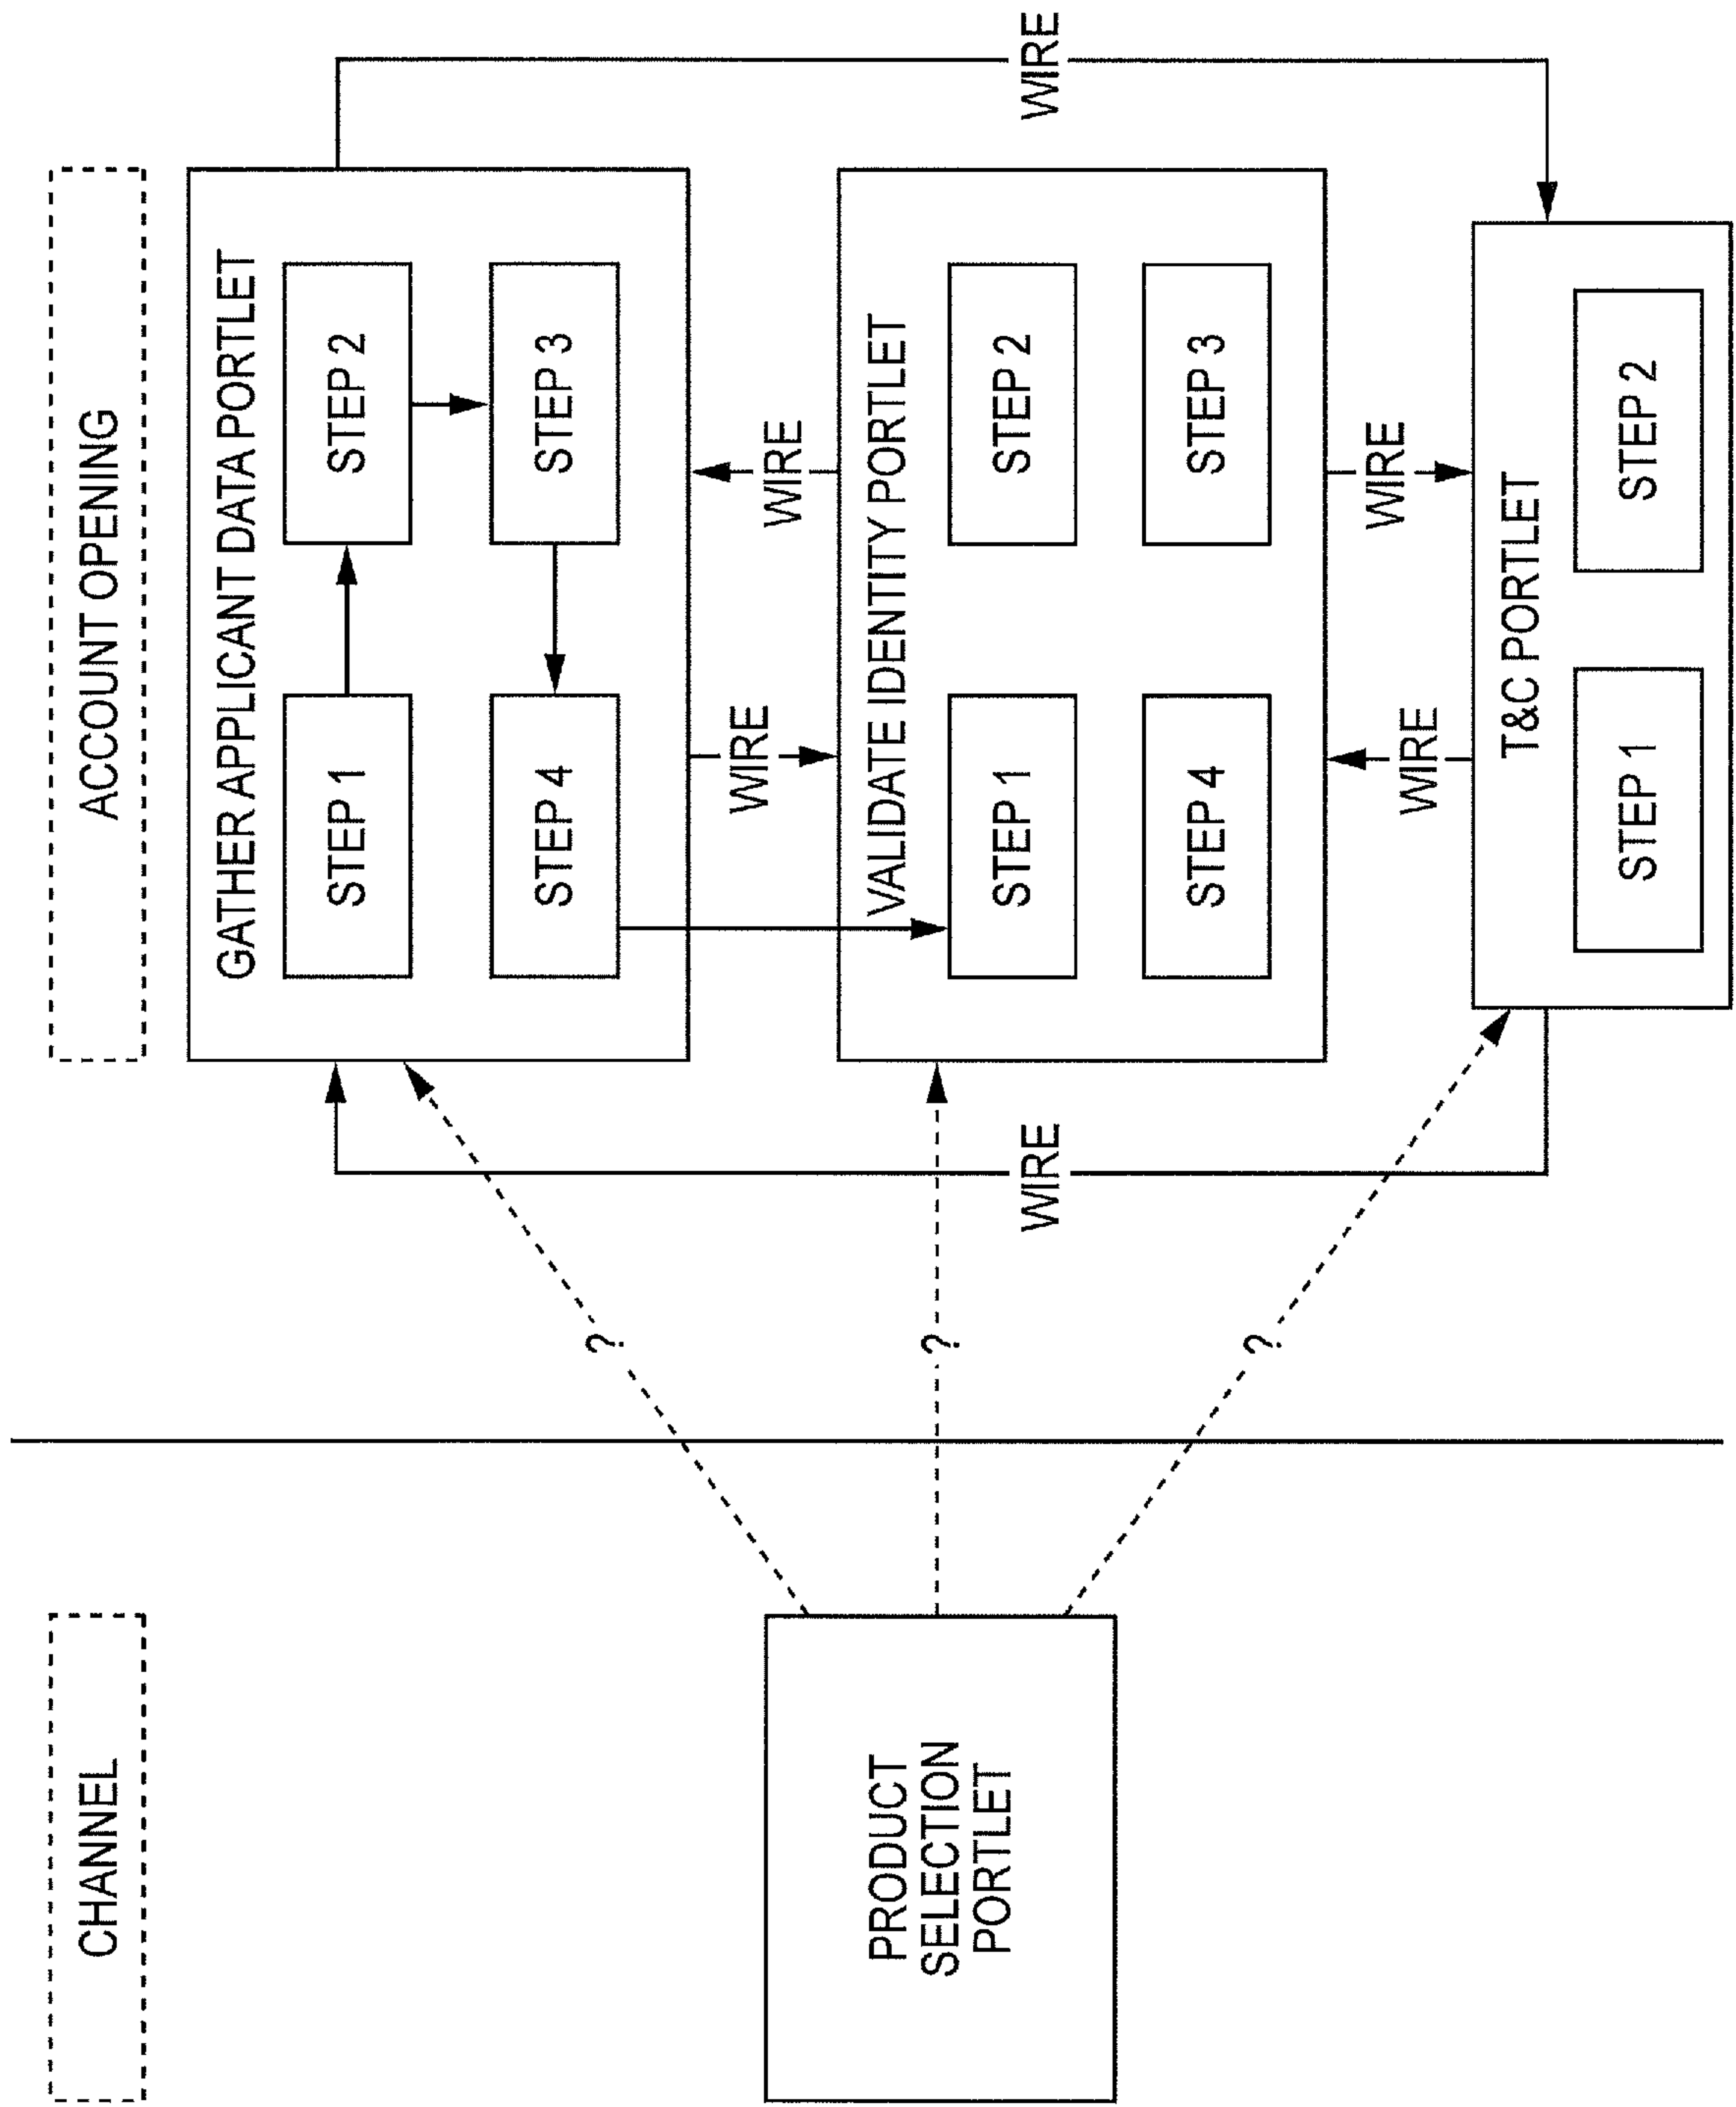 CHANNEL
ACCOUNT OPENING
PRODUCT
SELECTION
PORTLET
?
?
?
GATHER APPLICANT DATA PORTLET
STEP 1
STEP 2
STEP 4
STEP 3
WIRE
WIRE
VALIDATE IDENTITY PORTLET
STEP 1
STEP 2
STEP 4
STEP 3
WIRE
WIRE
WIRE
WIRE
T&C PORTLET
STEP 1
STEP 2